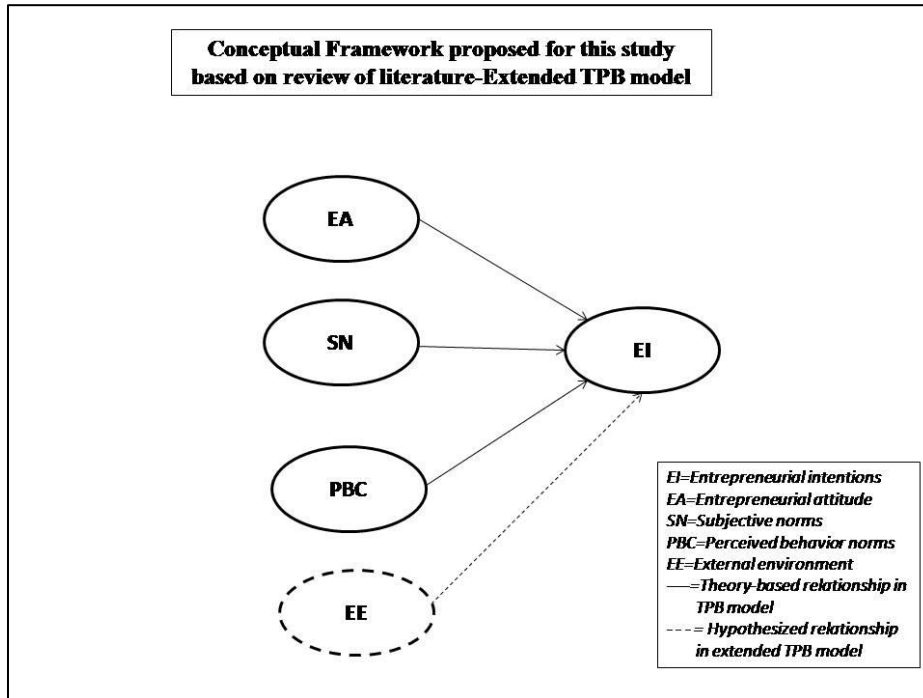 Conceptual Framework proposed for this study
based on review of literature-Extended TPB model
EA
SN
EI
PBC
EE
EI=Entrepreneurial intentions
EA=Entrepreneurial attitude
SN=Subjective norms
PBC=Perceived behavior norms
EE=External environment
——=Theory-based relationship in
TPB model
----= Hypothesized relationship
in extended TPB model